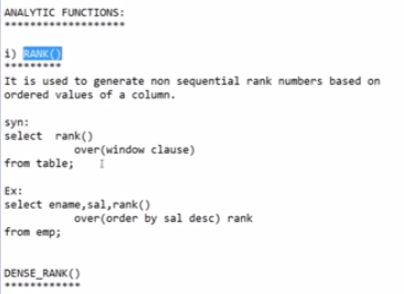 ANALYTIC FUNCTIONS:
*******************
i) RANK()
*********
It is used to generate non sequential rank numbers based on
ordered values of a column.
syn:
select rank()
over(window clause)
from table;
Ex:
select ename,sal,rank()
over(order by sal desc) rank
from emp;
DENSE_RANK()
************